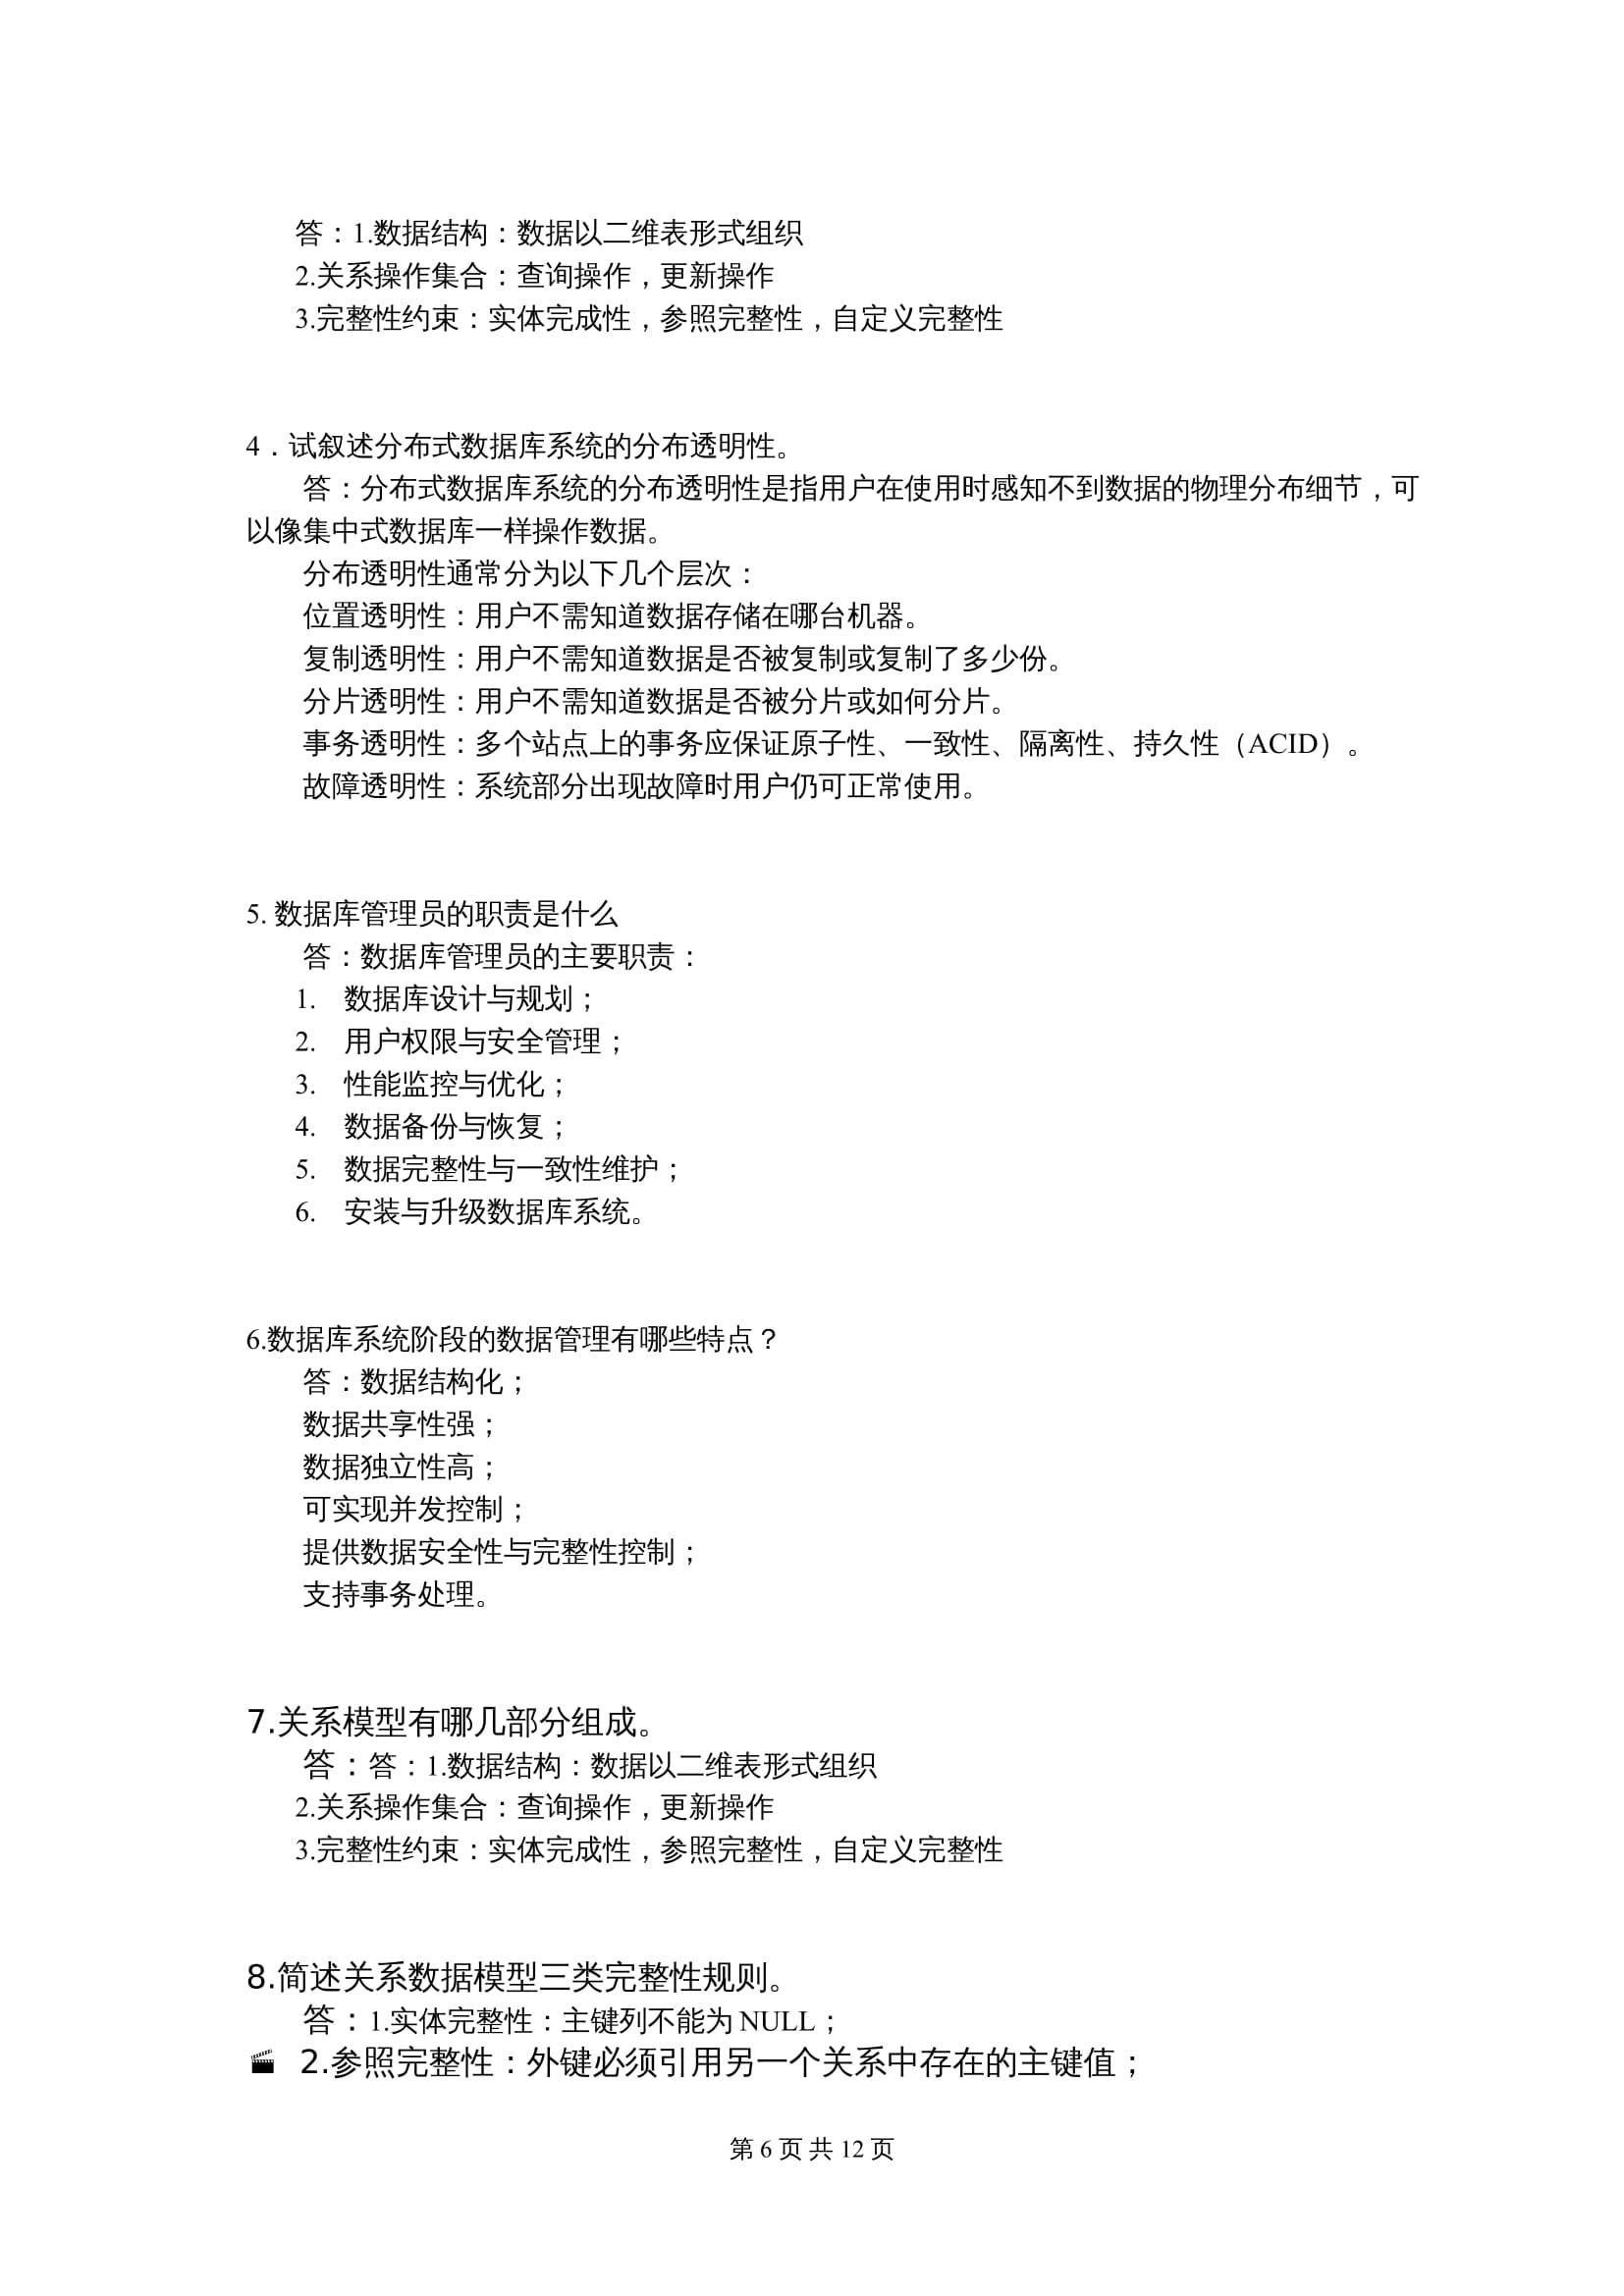 答：1.数据结构：数据以二维表形式组织
2.关系操作集合：查询操作，更新操作
3.完整性约束：实体完成性，参照完整性，自定义完整性
4．试叙述分布式数据库系统的分布透明性。
答：分布式数据库系统的分布透明性是指用户在使用时感知不到数据的物理分布细节，可
以像集中式数据库一样操作数据。
分布透明性通常分为以下几个层次：
位置透明性：用户不需知道数据存储在哪台机器。
复制透明性：用户不需知道数据是否被复制或复制了多少份。
分片透明性：用户不需知道数据是否被分片或如何分片。
事务透明性：多个站点上的事务应保证原子性、一致性、隔离性、持久性（ACID）。
故障透明性：系统部分出现故障时用户仍可正常使用。
5. 数据库管理员的职责是什么
答：数据库管理员的主要职责：
1. 数据库设计与规划；
2. 用户权限与安全管理；
3. 性能监控与优化；
4. 数据备份与恢复；
5. 数据完整性与一致性维护；
6. 安装与升级数据库系统。
6.数据库系统阶段的数据管理有哪些特点？
答：数据结构化；
数据共享性强；
数据独立性高；
可实现并发控制；
提供数据安全性与完整性控制；
支持事务处理。
7.关系模型有哪几部分组成。
答：答：1.数据结构：数据以二维表形式组织
2.关系操作集合：查询操作，更新操作
3.完整性约束：实体完成性，参照完整性，自定义完整性
8.简述关系数据模型三类完整性规则。
答：1.实体完整性：主键列不能为 NULL；
2.参照完整性：外键必须引用另一个关系中存在的主键值；
第 6 页 共 12 页